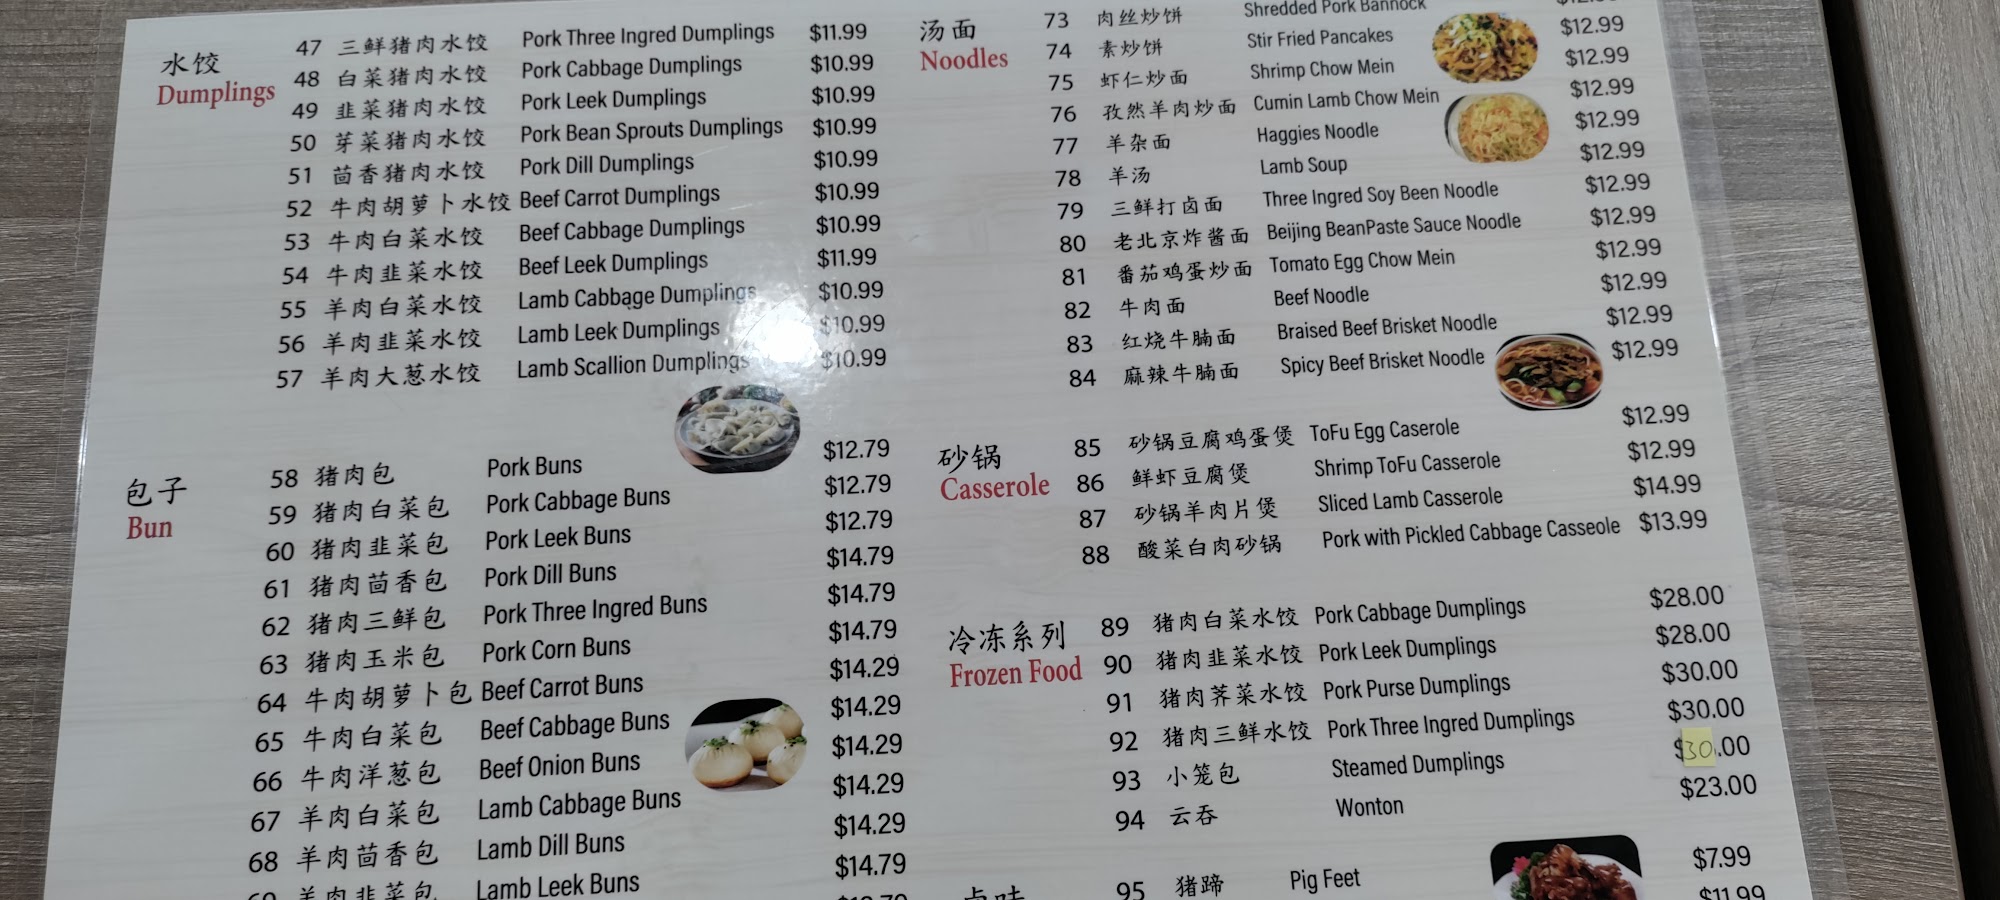 水饺
Dumplings
47 三鲜猪肉水饺 Pork Three Ingred Dumplings $11.99
48 白菜猪肉水饺 Pork Cabbage Dumplings $10.99
49 韭菜猪肉水饺 Pork Leek Dumplings $10.99
50 芽菜猪肉水饺 Pork Bean Sprouts Dumplings $10.99
51 茴香猪肉水饺 Pork Dill Dumplings $10.99
52 牛肉胡萝卜水饺 Beef Carrot Dumplings $10.99
53 牛肉白菜水饺 Beef Cabbage Dumplings $10.99
54 牛肉韭菜水饺 Beef Leek Dumplings $11.99
55 羊肉白菜水饺 Lamb Cabbage Dumplings $10.99
56 羊肉韭菜水饺 Lamb Leek Dumplings $10.99
57 羊肉大葱水饺 Lamb Scallion Dumplings $10.99
包子
Bun
58 猪肉包 Pork Buns $12.79
59 猪肉白菜包 Pork Cabbage Buns $12.79
60 猪肉韭菜包 Pork Leek Buns $12.79
61 猪肉茴香包 Pork Dill Buns $14.79
62 猪肉三鲜包 Pork Three Ingred Buns $14.79
63 猪肉玉米包 Pork Corn Buns $14.79
64 牛肉胡萝卜包 Beef Carrot Buns $14.29
65 牛肉白菜包 Beef Cabbage Buns $14.29
66 牛肉洋葱包 Beef Onion Buns $14.29
67 羊肉白菜包 Lamb Cabbage Buns $14.29
68 羊肉茴香包 Lamb Dill Buns $14.29
69 羊肉韭菜包 Lamb Leek Buns $14.79
汤面
Noodles
73 肉丝炒饼 Shredded Pork Bannock $12.99
74 素炒饼 Stir Fried Pancakes $12.99
75 虾仁炒面 Shrimp Chow Mein $12.99
76 孜然羊肉炒面 Cumin Lamb Chow Mein $12.99
77 羊杂面 Haggies Noodle $12.99
78 羊汤 Lamb Soup $12.99
79 三鲜打卤面 Three Ingred Soy Been Noodle $12.99
80 老北京炸酱面 Beijing BeanPaste Sauce Noodle $12.99
81 番茄鸡蛋炒面 Tomato Egg Chow Mein $12.99
82 牛肉面 Beef Noodle $12.99
83 红烧牛腩面 Braised Beef Brisket Noodle $12.99
84 麻辣牛腩面 Spicy Beef Brisket Noodle $12.99
砂锅
Casserole
85 砂锅豆腐鸡蛋煲 ToFu Egg Caserole $12.99
86 鲜虾豆腐煲 Shrimp ToFu Casserole $12.99
87 砂锅羊肉片煲 Sliced Lamb Casserole $14.99
88 酸菜白肉砂锅 Pork with Pickled Cabbage Casseole $13.99
冷冻系列
Frozen Food
89 猪肉白菜水饺 Pork Cabbage Dumplings $28.00
90 猪肉韭菜水饺 Pork Leek Dumplings $28.00
91 猪肉荠菜水饺 Pork Purse Dumplings $30.00
92 猪肉三鲜水饺 Pork Three Ingred Dumplings $30.00
93 小笼包 Steamed Dumplings $30.00
94 云吞 Wonton $23.00
卤味
95 猪蹄 Pig Feet $7.99
$11.99